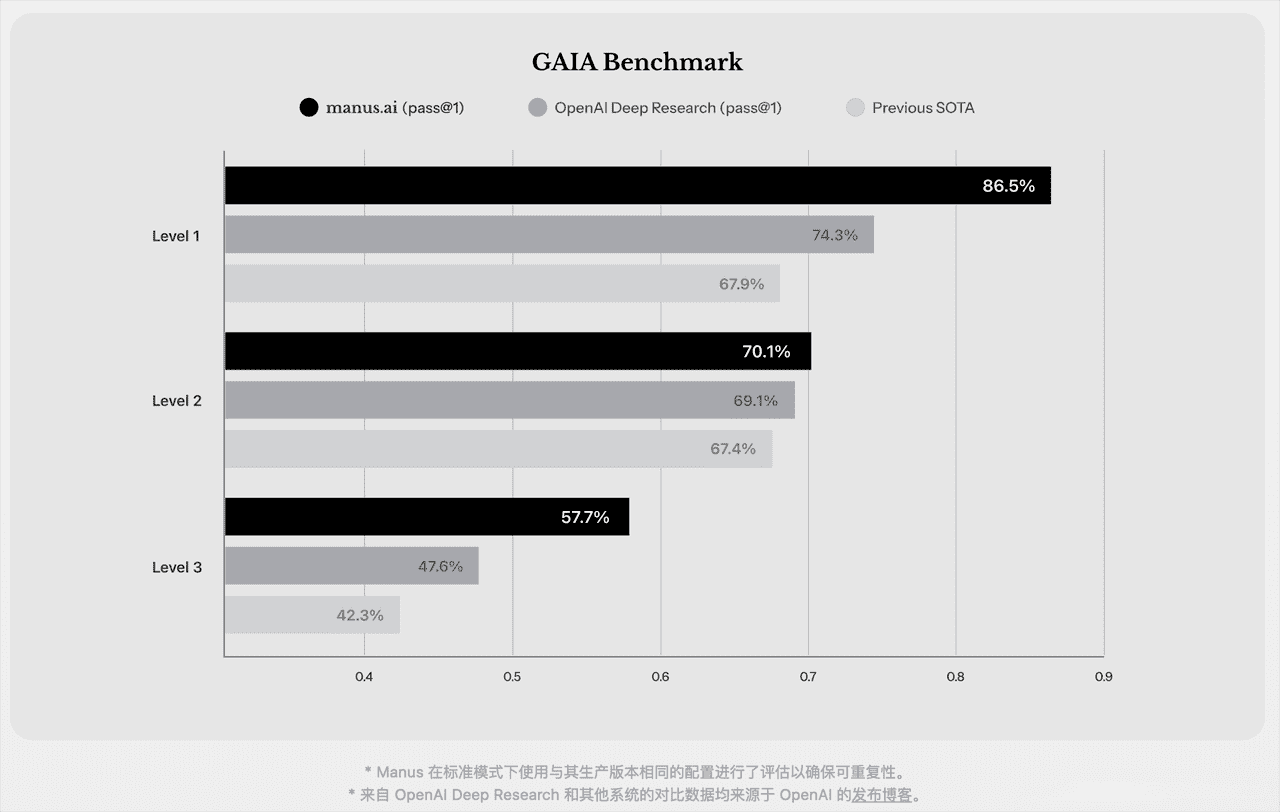 GAIA Benchmark
manus.ai (pass@1) OpenAI Deep Research (pass@1) Previous SOTA
86.5%
Level 1 74.3%
67.9%
70.1%
Level 2 69.1%
67.4%
57.7%
Level 3 47.6%
42.3%
0.4 0.5 0.6 0.7 0.8 0.9
* Manus 在标准模式下使用与其生产版本相同的配置进行了评估以确保可重复性。
* 来自 OpenAI Deep Research 和其他系统的对比数据均来源于 OpenAI 的发布博客。